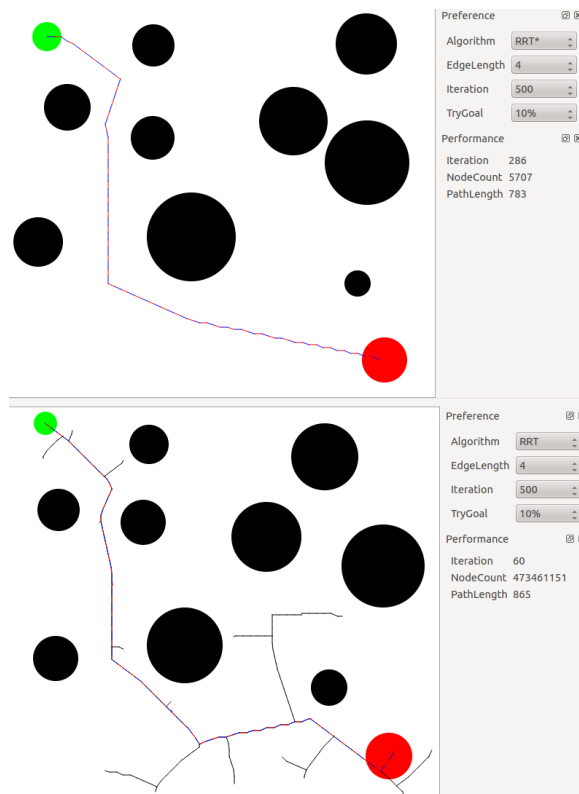 Preference
Algorithm RRT*
EdgeLength 4
Iteration 500
TryGoal 10%
Performance
Iteration 286
NodeCount 5707
PathLength 783
Preference
Algorithm RRT
EdgeLength 4
Iteration 500
TryGoal 10%
Performance
Iteration 60
NodeCount 473461151
PathLength 865